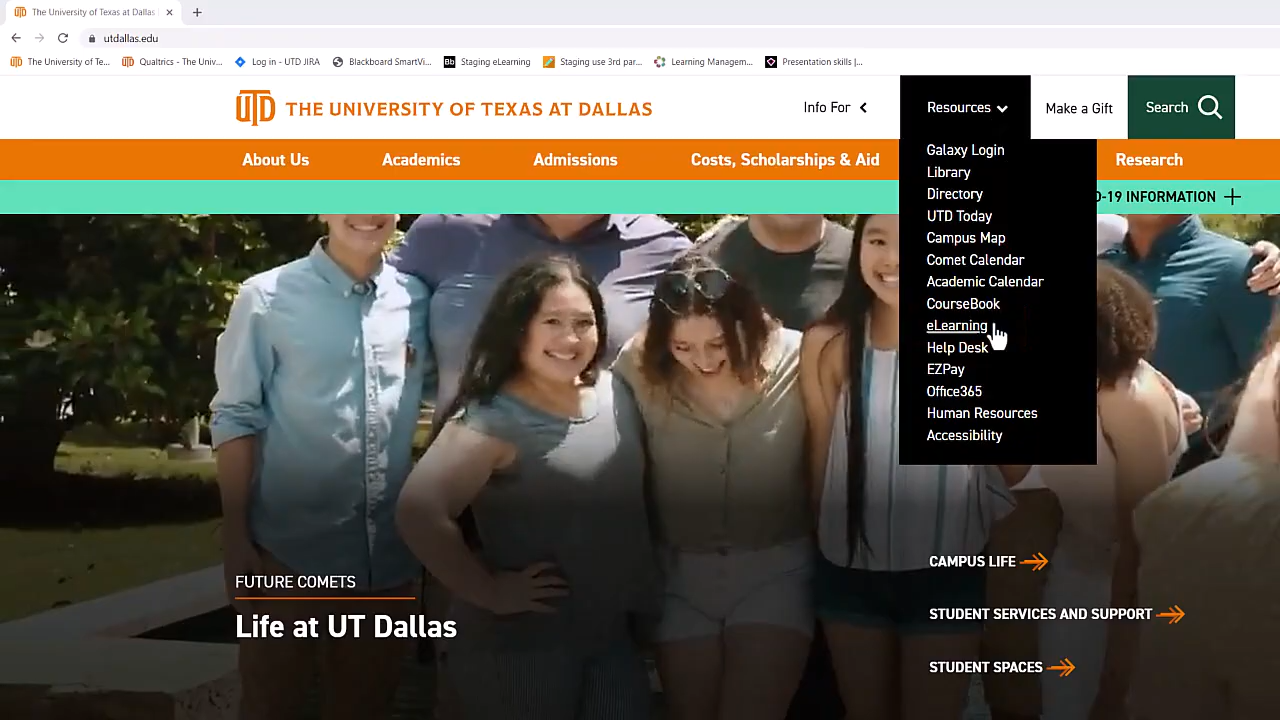 The University of Texas at Dallas
utdallas.edu
The University of Te...
Qualtrics - The Univ...
Log in - UTD JIRA
Blackboard SmartVi...
Bb Staging eLearning
Staging use 3rd par...
Learning Managem...
Presentation skills |...
UTD THE UNIVERSITY OF TEXAS AT DALLAS
Info For
Resources
Make a Gift
Search
About Us
Academics
Admissions
Costs, Scholarships & Aid
Research
D-19 INFORMATION
Galaxy Login
Library
Directory
UTD Today
Campus Map
Comet Calendar
Academic Calendar
CourseBook
eLearning
Help Desk
EZPay
Office365
Human Resources
Accessibility
FUTURE COMETS
Life at UT Dallas
CAMPUS LIFE
STUDENT SERVICES AND SUPPORT
STUDENT SPACES